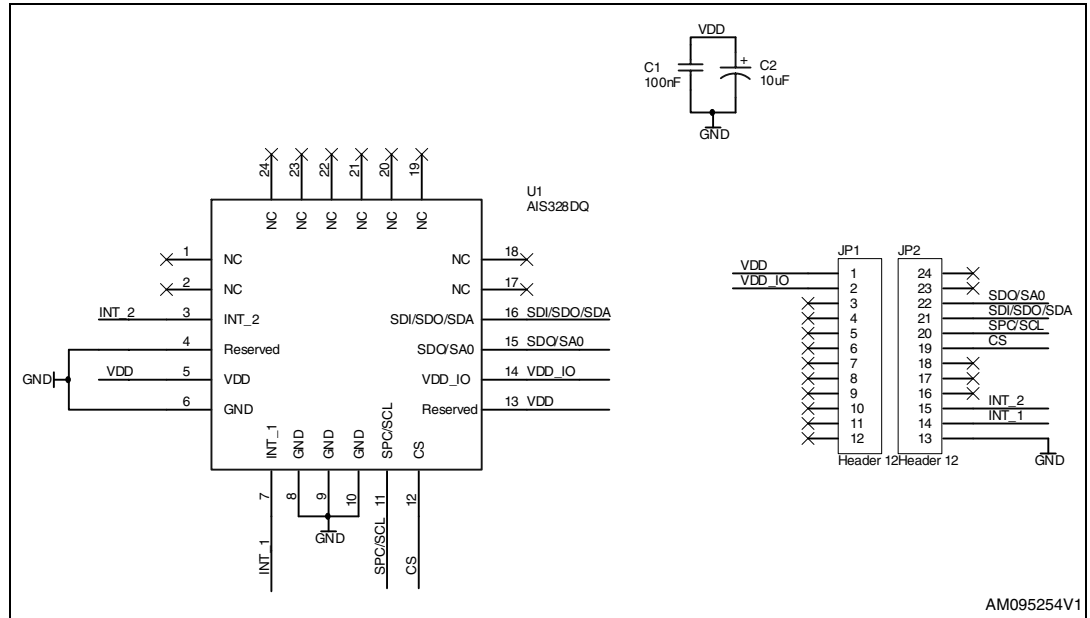 VDD
C1
100nF
+
C2
10uF
GND
24
23
22
21
20
19
NC
NC
NC
NC
NC
NC
U1
AIS328DQ
1
NC
2
NC
INT_2
3
INT_2
4
Reserved
GND
VDD
5
VDD
6
GND
NC
18
NC
17
SDI/SDO/SDA
16
SDI/SDO/SDA
SDO/SA0
15
SDO/SA0
VDD_IO
14
VDD_IO
Reserved
13
VDD
INT_1
GND
GND
GND
SPC/SCL
CS
7
8
9
10
11
12
INT_1
GND
SPC/SCL
CS
JP1
VDD
1
VDD_IO
2
3
4
5
6
7
8
9
10
11
12
Header 12
JP2
24
23
22
SDO/SA0
21
SDI/SDO/SDA
20
SPC/SCL
19
CS
18
17
16
15
INT_2
14
INT_1
13
GND
Header 12
AM095254V1